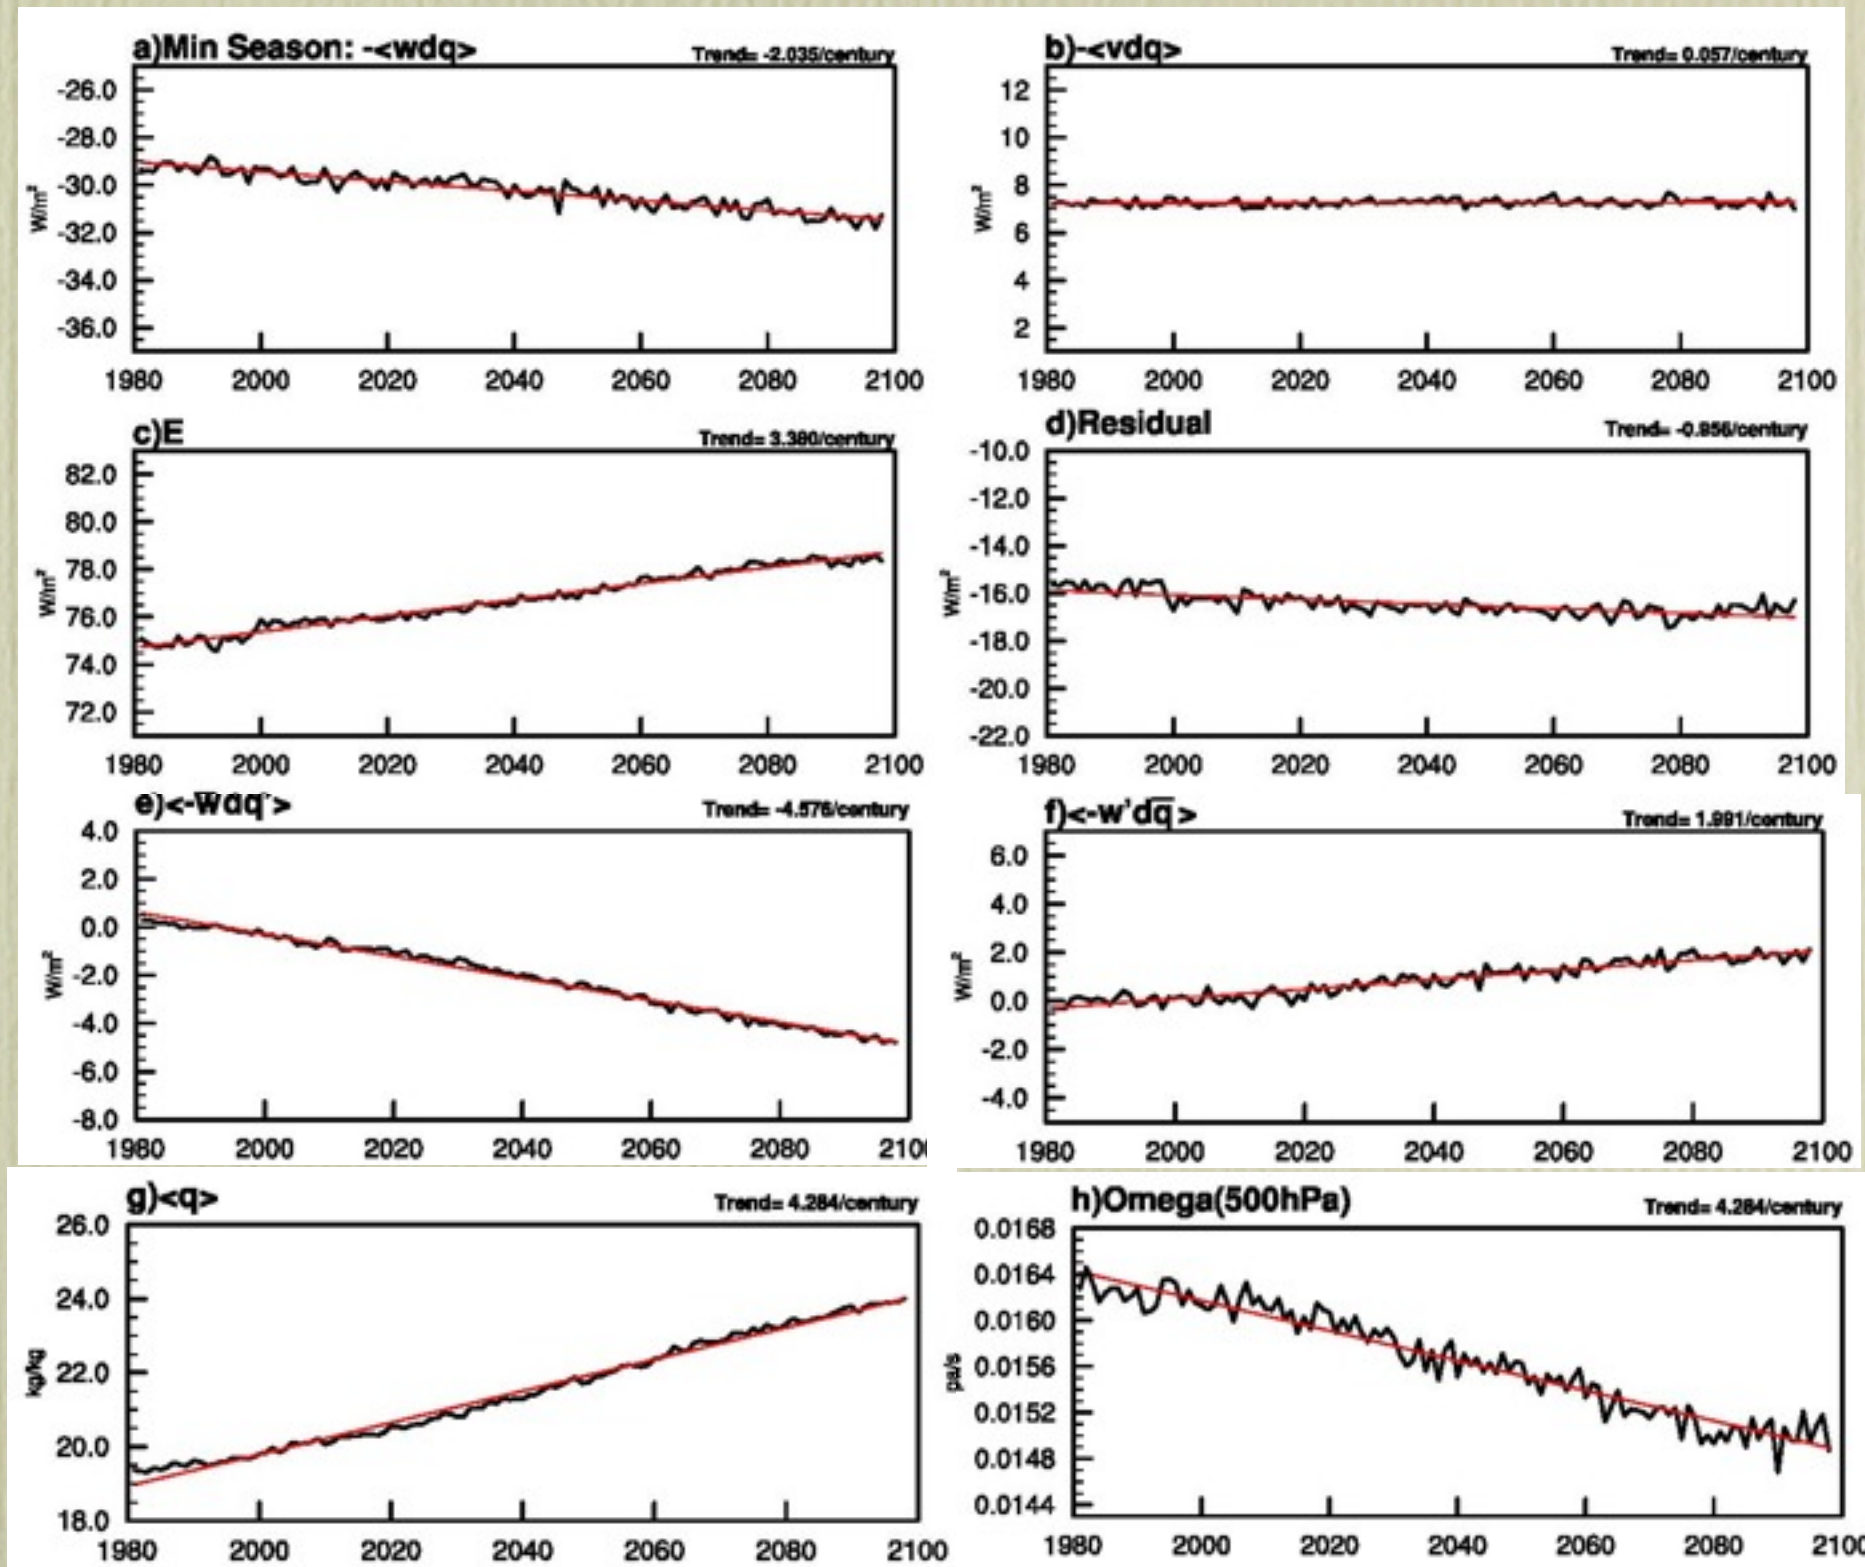 a)Min Season: -<wdq>
Trend= -2.035/century
-26.0
-28.0
-30.0
-32.0
-34.0
-36.0
W/m²
1980 2000 2020 2040 2060 2080 2100
b)-<vdq>
Trend= 0.057/century
12
10
8
6
4
2
W/m²
1980 2000 2020 2040 2060 2080 2100
c)E
Trend= 3.380/century
82.0
80.0
78.0
76.0
74.0
72.0
W/m²
1980 2000 2020 2040 2060 2080 2100
d)Residual
Trend= -0.856/century
-10.0
-12.0
-14.0
-16.0
-18.0
-20.0
-22.0
W/m²
1980 2000 2020 2040 2060 2080 2100
e)<-w̅dq'>
Trend= -4.576/century
4.0
2.0
0.0
-2.0
-4.0
-6.0
-8.0
W/m²
1980 2000 2020 2040 2060 2080 210
f)<-w'dq̅>
Trend= 1.991/century
6.0
4.0
2.0
0.0
-2.0
-4.0
W/m²
1980 2000 2020 2040 2060 2080 2100
g)<q>
Trend= 4.284/century
26.0
24.0
22.0
20.0
18.0
kg/kg
1980 2000 2020 2040 2060 2080 2100
h)Omega(500hPa)
Trend= 4.284/century
0.0168
0.0164
0.0160
0.0156
0.0152
0.0148
0.0144
pa/s
1980 2000 2020 2040 2060 2080 2100